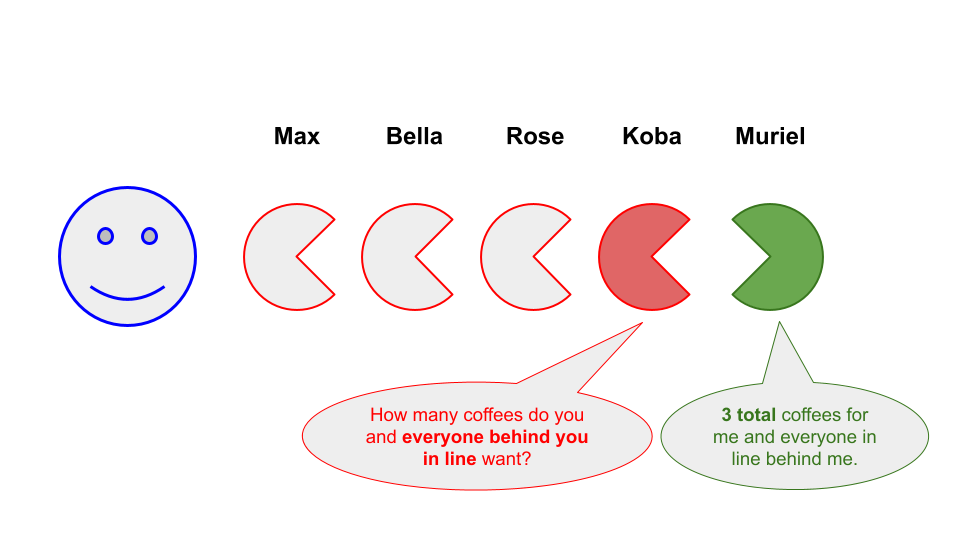 Max Bella Rose Koba Muriel
How many coffees do you
and everyone behind you
in line want?
3 total coffees for
me and everyone in
line behind me.